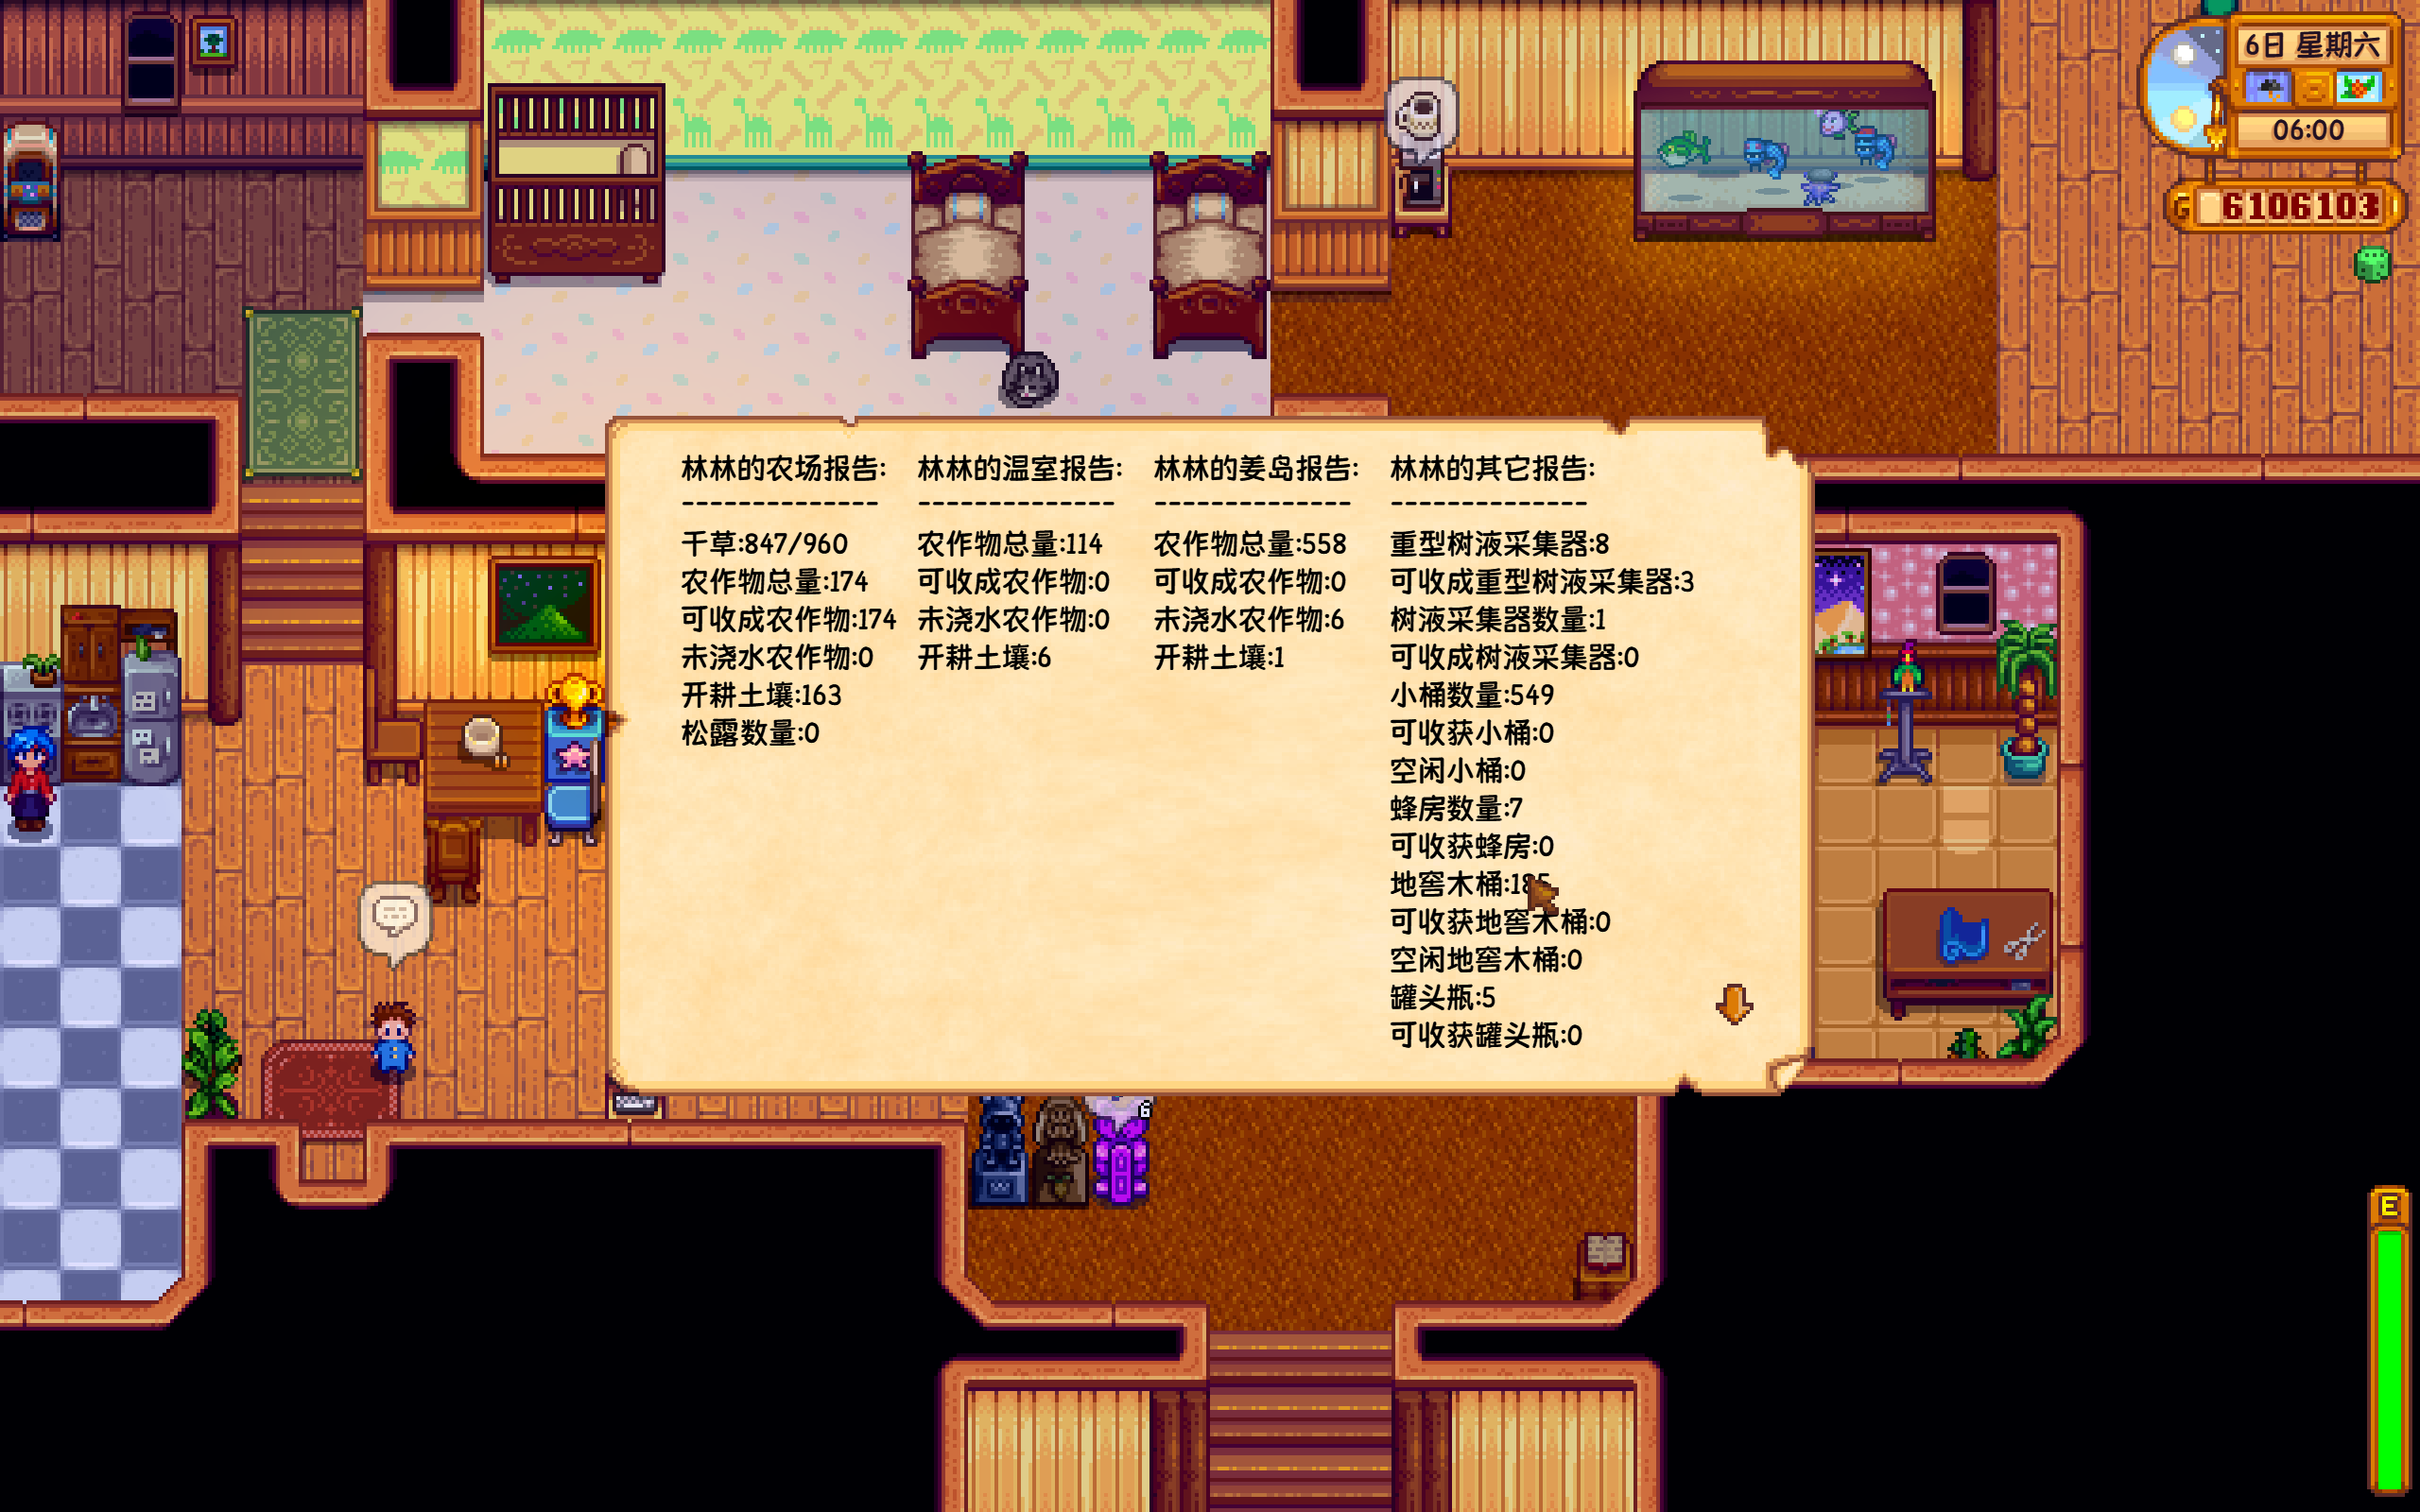 6日 星期六
06:00
G 6106103
林林的农场报告:
--------------
千草:847/960
农作物总量:174
可收成农作物:174
未浇水农作物:0
开耕土壤:163
松露数量:0
林林的温室报告:
--------------
农作物总量:114
可收成农作物:0
未浇水农作物:0
开耕土壤:6
林林的姜岛报告:
--------------
农作物总量:558
可收成农作物:0
未浇水农作物:6
开耕土壤:1
林林的其它报告:
--------------
重型树液采集器:8
可收成重型树液采集器:3
树液采集器数量:1
可收成树液采集器:0
小桶数量:549
可收获小桶:0
空闲小桶:0
蜂房数量:7
可收获蜂房:0
地窖木桶:185
可收获地窖木桶:0
空闲地窖木桶:0
罐头瓶:5
可收获罐头瓶:0
6
E